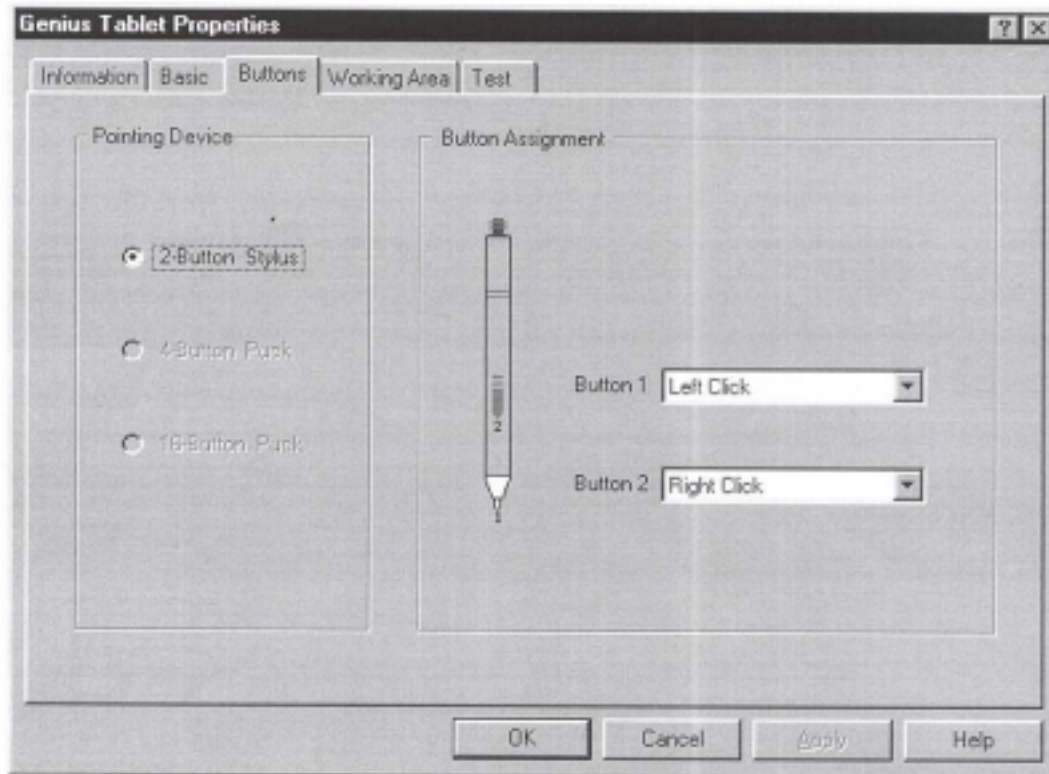 Genius Tablet Properties
? ×
Information Basic Buttons Working Area Test
Pointing Device
Button Assignment
2-Button Stylus
4-Button Puck
16-Button Puck
Button 1 Left Click
Button 2 Right Click
2
1
OK Cancel Apply Help